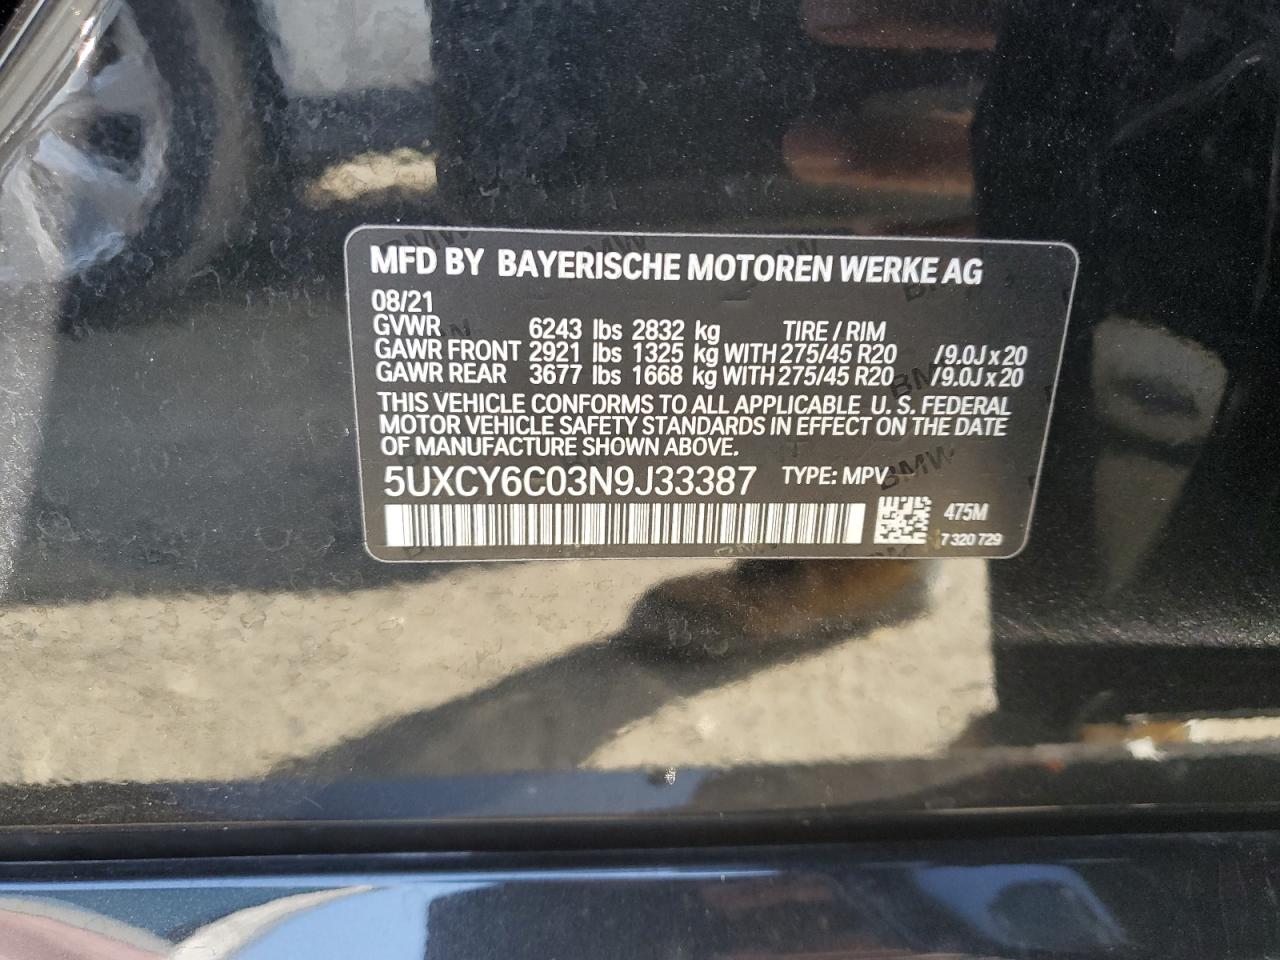 MFD BY BAYERISCHE MOTOREN WERKE AG
08/21
GVWR 6243 lbs 2832 kg TIRE / RIM
GAWR FRONT 2921 lbs 1325 kg WITH 275/45 R20 /9.0J x 20
GAWR REAR 3677 lbs 1668 kg WITH 275/45 R20 /9.0J x 20
THIS VEHICLE CONFORMS TO ALL APPLICABLE U. S. FEDERAL
MOTOR VEHICLE SAFETY STANDARDS IN EFFECT ON THE DATE
OF MANUFACTURE SHOWN ABOVE.
5UXCY6C03N9J33387 TYPE: MPV
475M
7 320 729